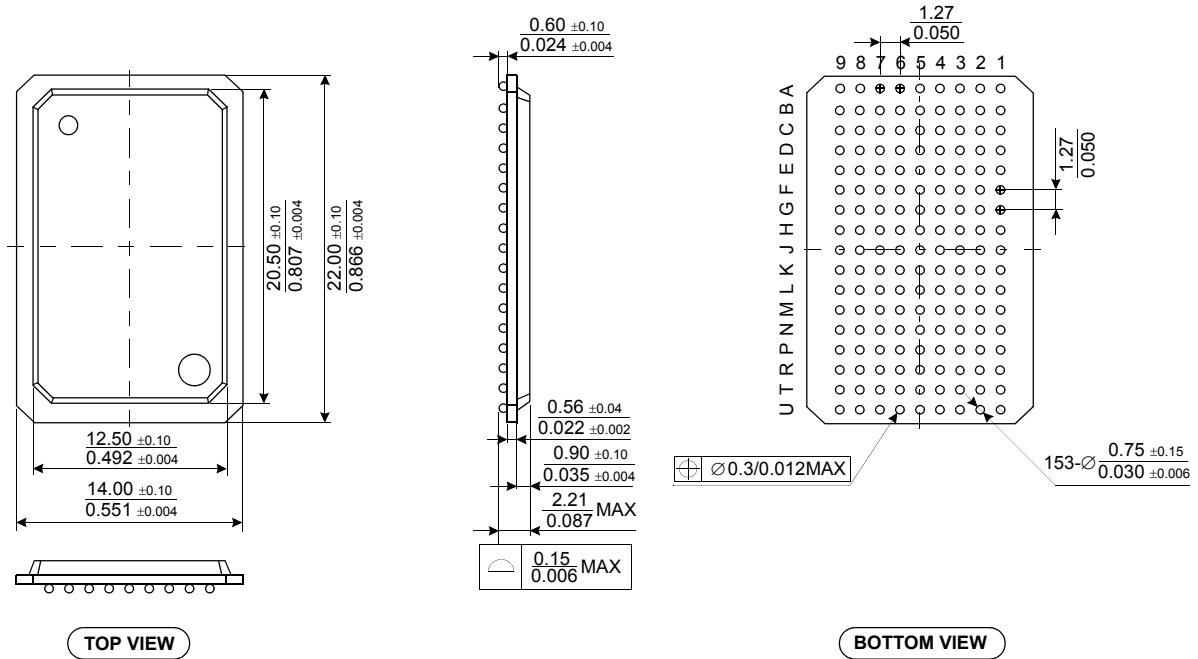 0.60 ±0.10
0.024 ±0.004
1.27
0.050
9 8 7 6 5 4 3 2 1
A
B
C
D
E
F
G
H
J
K
L
M
N
P
R
T
U
1.27
0.050
20.50 ±0.10
0.807 ±0.004
22.00 ±0.10
0.866 ±0.004
12.50 ±0.10
0.492 ±0.004
14.00 ±0.10
0.551 ±0.004
0.56 ±0.04
0.022 ±0.002
0.90 ±0.10
0.035 ±0.004
2.21
0.087 MAX
0.15
0.006 MAX
⌀0.3/0.012MAX
153-⌀ 0.75 ±0.15
0.030 ±0.006
TOP VIEW
BOTTOM VIEW